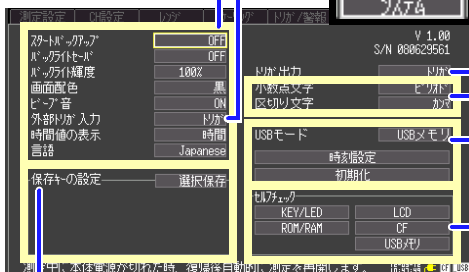 システム
測定設定 CH設定 レンジ トリガ/警報
スタートバックアップ OFF
バックライトセーバ OFF
バックライト輝度 100%
画面配色 黒
ビープ音 ON
外部トリガ入力 トリガ
時間値の表示 時間
言語 Japanese
保存キーの設定 選択保存
V 1.00
S/N 080629561
トリガ出力 トリガ
小数点文字 ピリオド
区切り文字 カンマ
USBモード USBメモリ
時刻設定
初期化
セルフチェック
KEY/LED LCD
ROM/RAM CF
USBメモリ
測定中に本体電源が切れた時、復帰後自動的に測定を再開します。